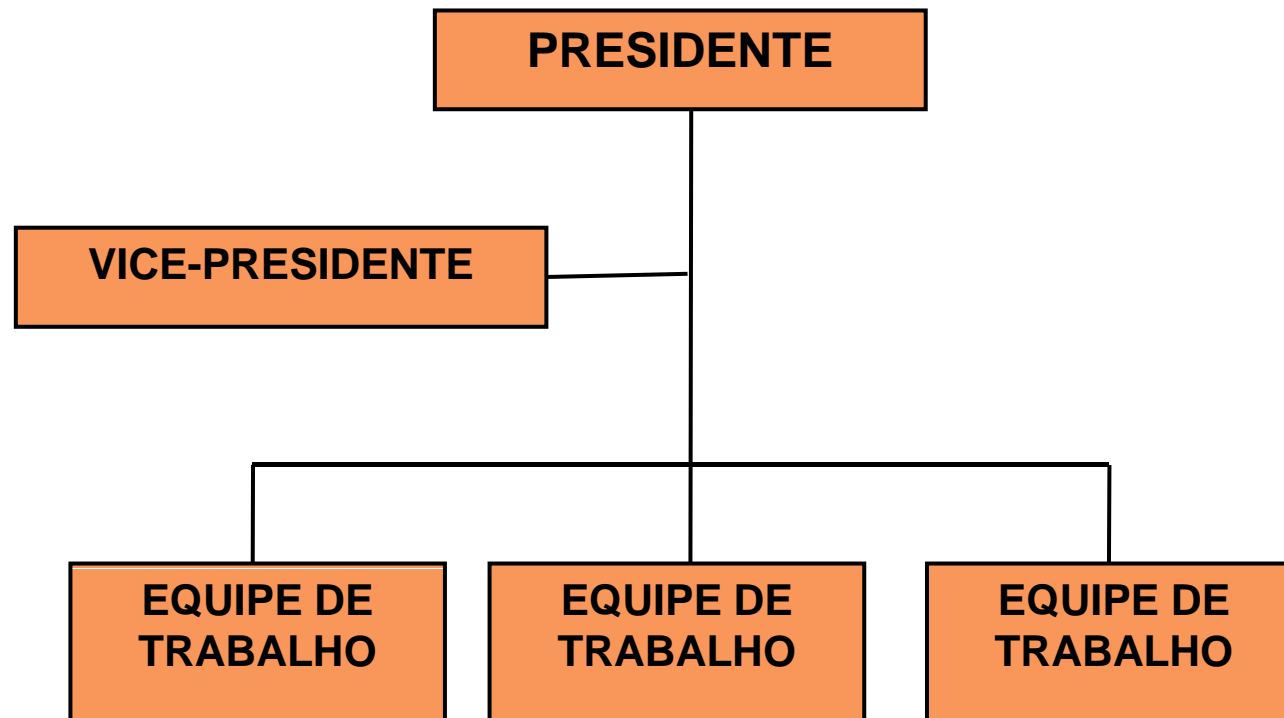 PRESIDENTE
VICE-PRESIDENTE
EQUIPE DE
TRABALHO
EQUIPE DE
TRABALHO
EQUIPE DE
TRABALHO